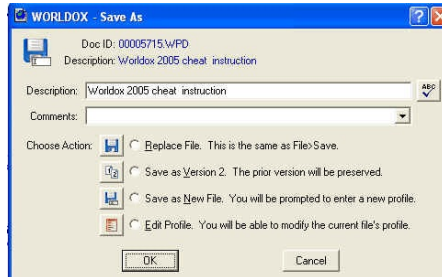 WORLDOX - Save As
Doc ID: 00005715.WPD
Description: Worldox 2005 cheat instruction
Description: Worldox 2005 cheat instruction
ABC
Comments:
Choose Action: Replace File. This is the same as File>Save.
Save as Version 2. The prior version will be preserved.
Save as New File. You will be prompted to enter a new profile.
Edit Profile. You will be able to modify the current file's profile.
OK Cancel